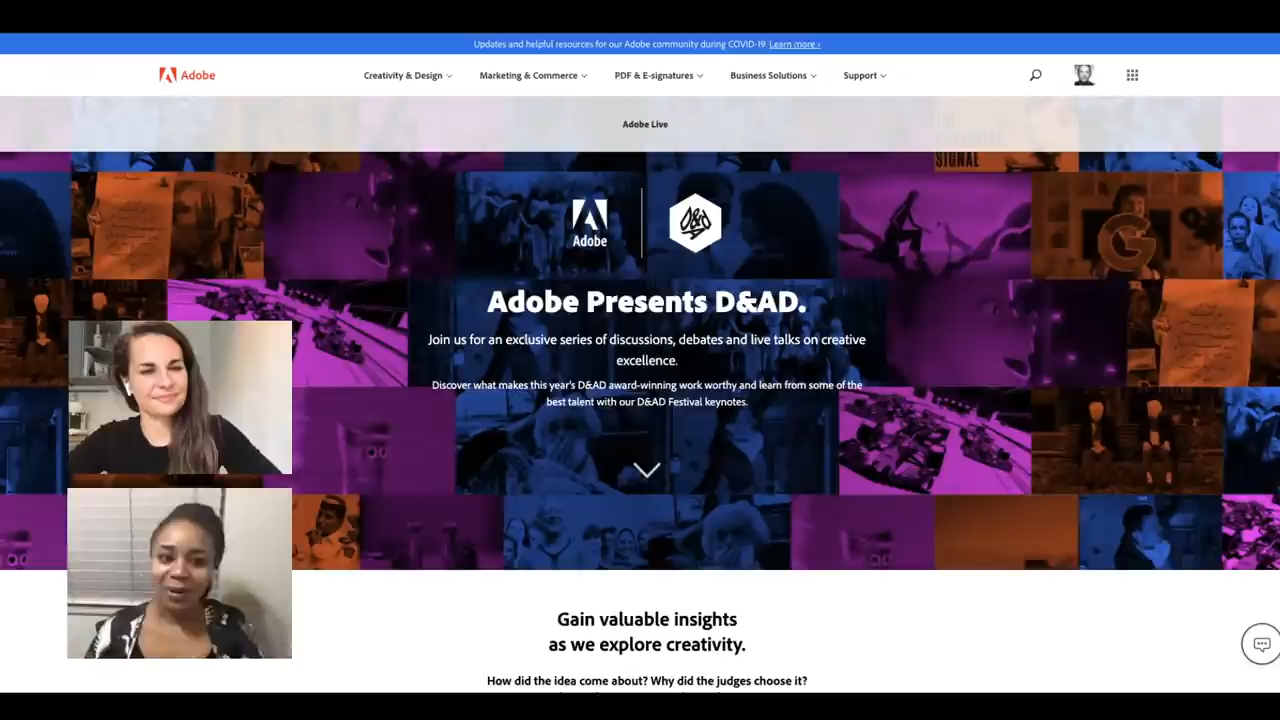 Updates and helpful resources for our Adobe community during COVID-19 Learn more ›
Adobe
Creativity & Design
Marketing & Commerce
PDF & E-signatures
Business Solutions
Support
Adobe Live
SIGNAL
Adobe
D&AD
G
Adobe Presents D&AD.
Join us for an exclusive series of discussions, debates and live talks on creative
excellence.
Discover what makes this year's D&AD award-winning work worthy and learn from some of the
best talent with our D&AD Festival keynotes.
Gain valuable insights
as we explore creativity.
How did the idea come about? Why did the judges choose it?